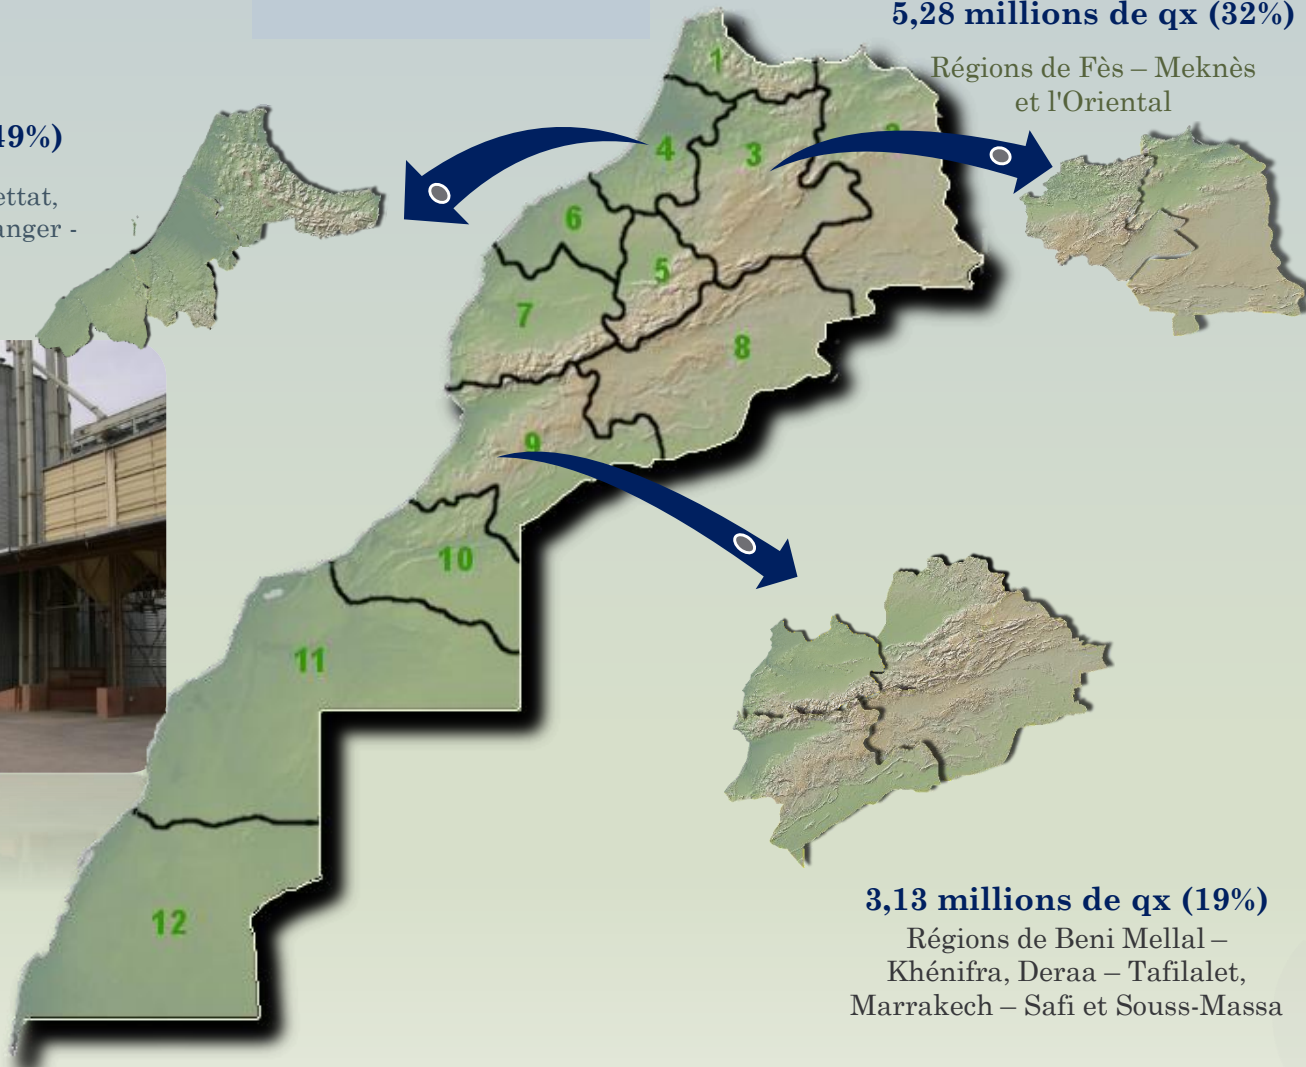 5,28 millions de qx (32%)
Régions de Fès – Meknès
et l'Oriental
49%)
ettat,
anger -
1
2
3
4
6
5
7
8
9
10
11
12
3,13 millions de qx (19%)
Régions de Beni Mellal –
Khénifra, Deraa – Tafilalet,
Marrakech – Safi et Souss-Massa